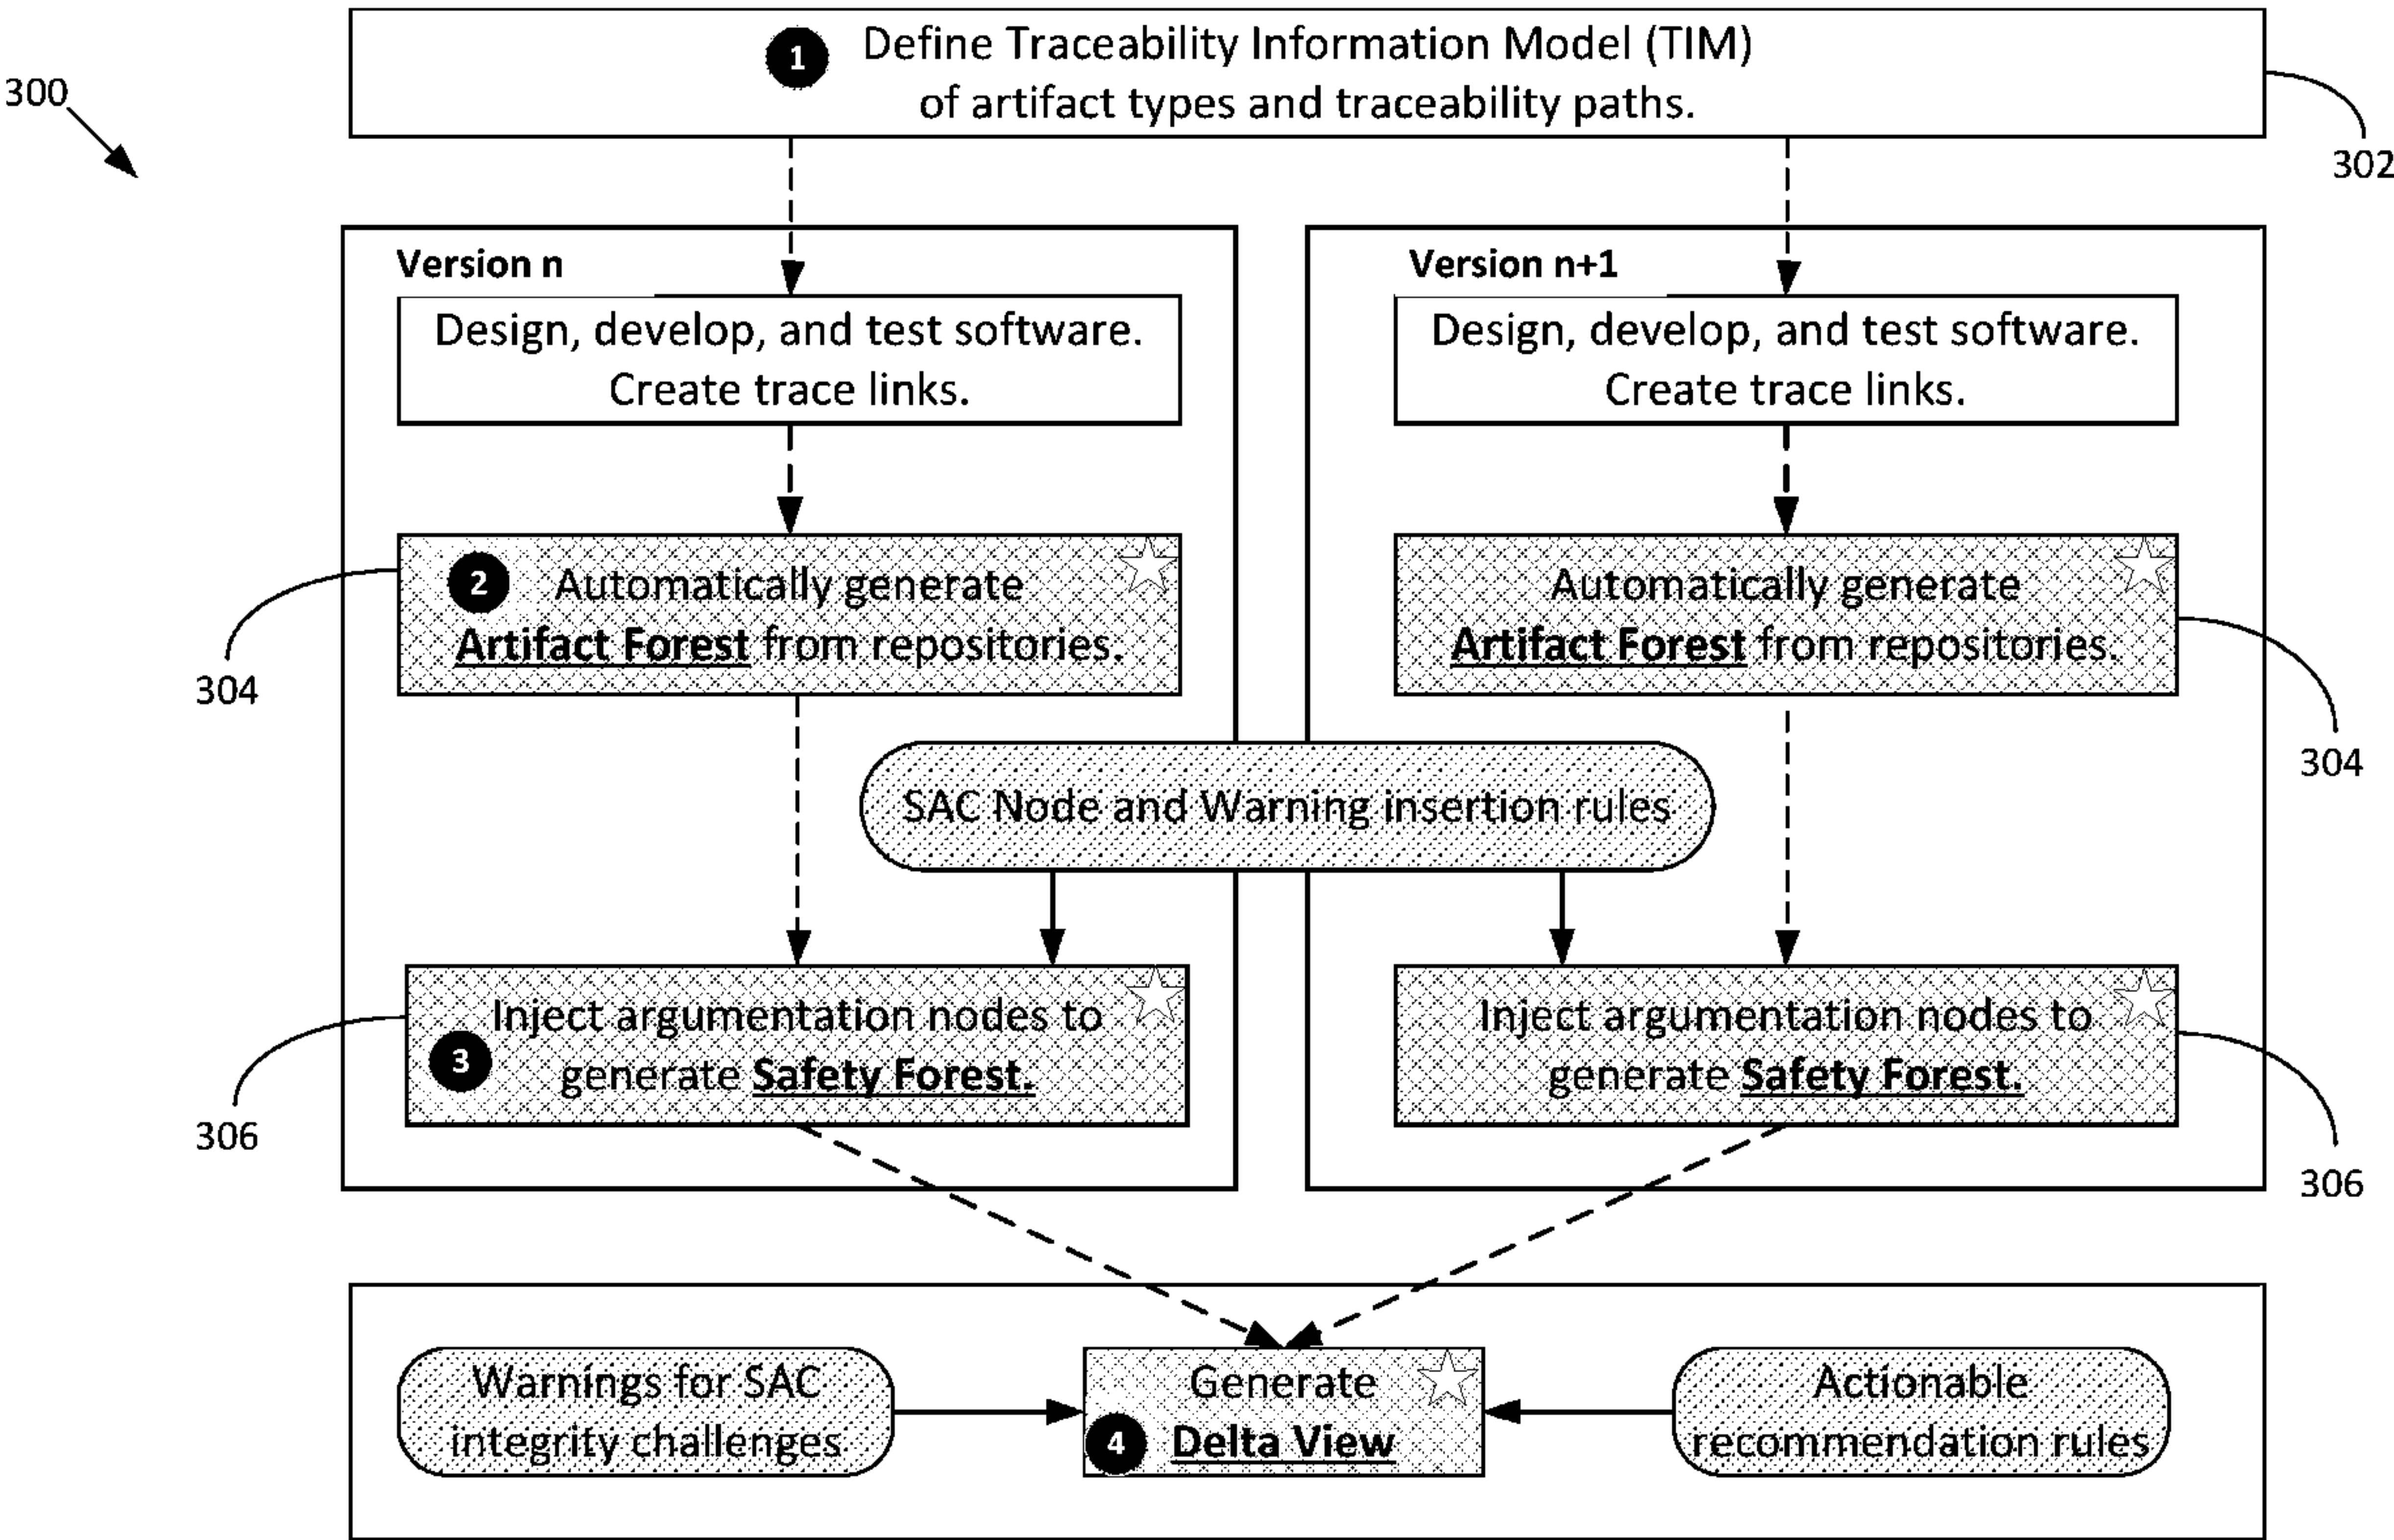 300
1
Define Traceability Information Model (TIM)
of artifact types and traceability paths.
302
Version n
Design, develop, and test software.
Create trace links.
Version n+1
Design, develop, and test software.
Create trace links.
2
Automatically generate
Artifact Forest from repositories.
304
Automatically generate
Artifact Forest from repositories.
304
SAC Node and Warning insertion rules
3
Inject argumentation nodes to
generate Safety Forest.
306
Inject argumentation nodes to
generate Safety Forest.
306
Warnings for SAC
integrity challenges
Generate
4
Delta View
Actionable
recommendation rules